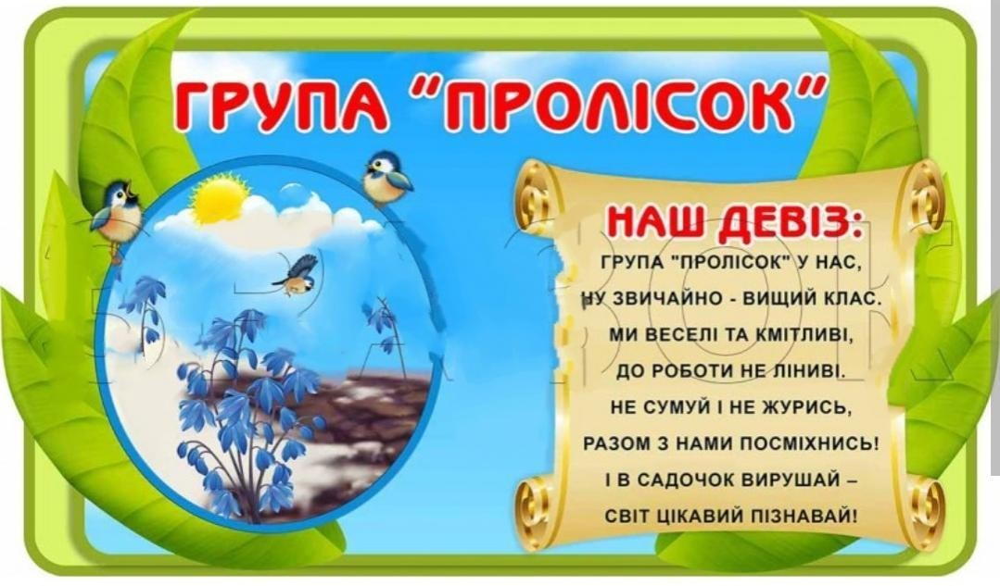 ГРУПА "ПРОЛІСОК"
НАШ ДЕВІЗ:
ГРУПА "ПРОЛІСОК" У НАС,
НУ ЗВИЧАЙНО - ВИЩИЙ КЛАС.
МИ ВЕСЕЛІ ТА КМІТЛИВІ,
ДО РОБОТИ НЕ ЛІНИВІ.
НЕ СУМУЙ І НЕ ЖУРИСЬ,
РАЗОМ З НАМИ ПОСМІХНИСЬ!
І В САДОЧОК ВИРУШАЙ –
СВІТ ЦІКАВИЙ ПІЗНАВАЙ!